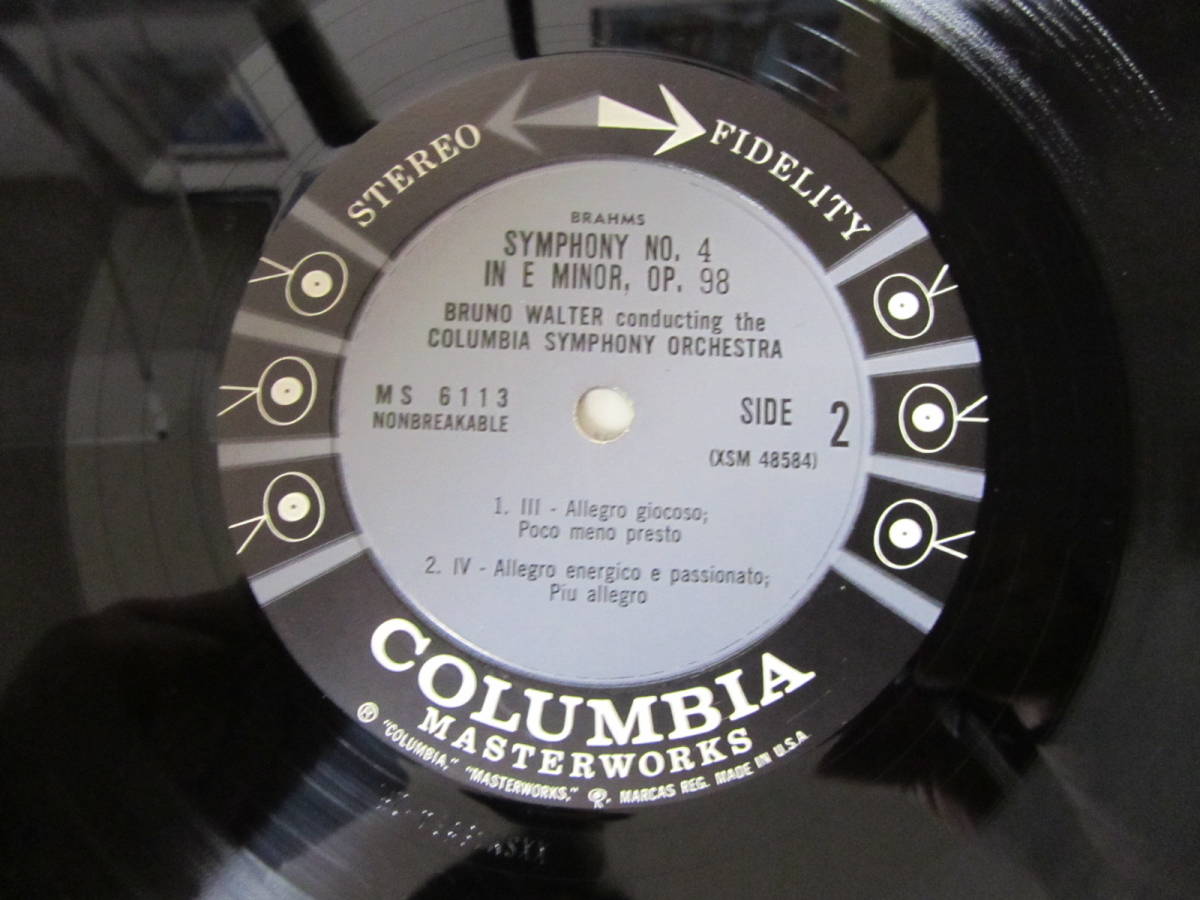 STEREO FIDELITY
BRAHMS
SYMPHONY NO. 4
IN E MINOR, OP. 98
BRUNO WALTER conducting the
COLUMBIA SYMPHONY ORCHESTRA
MS 6113
NONBREAKABLE
SIDE 2
(XSM 48584)
1. III - Allegro giocoso;
Poco meno presto
2. IV - Allegro energico e passionato;
Piu allegro
COLUMBIA
MASTERWORKS
® "COLUMBIA," "MASTERWORKS," ®. MARCAS REG. MADE IN U.S.A.